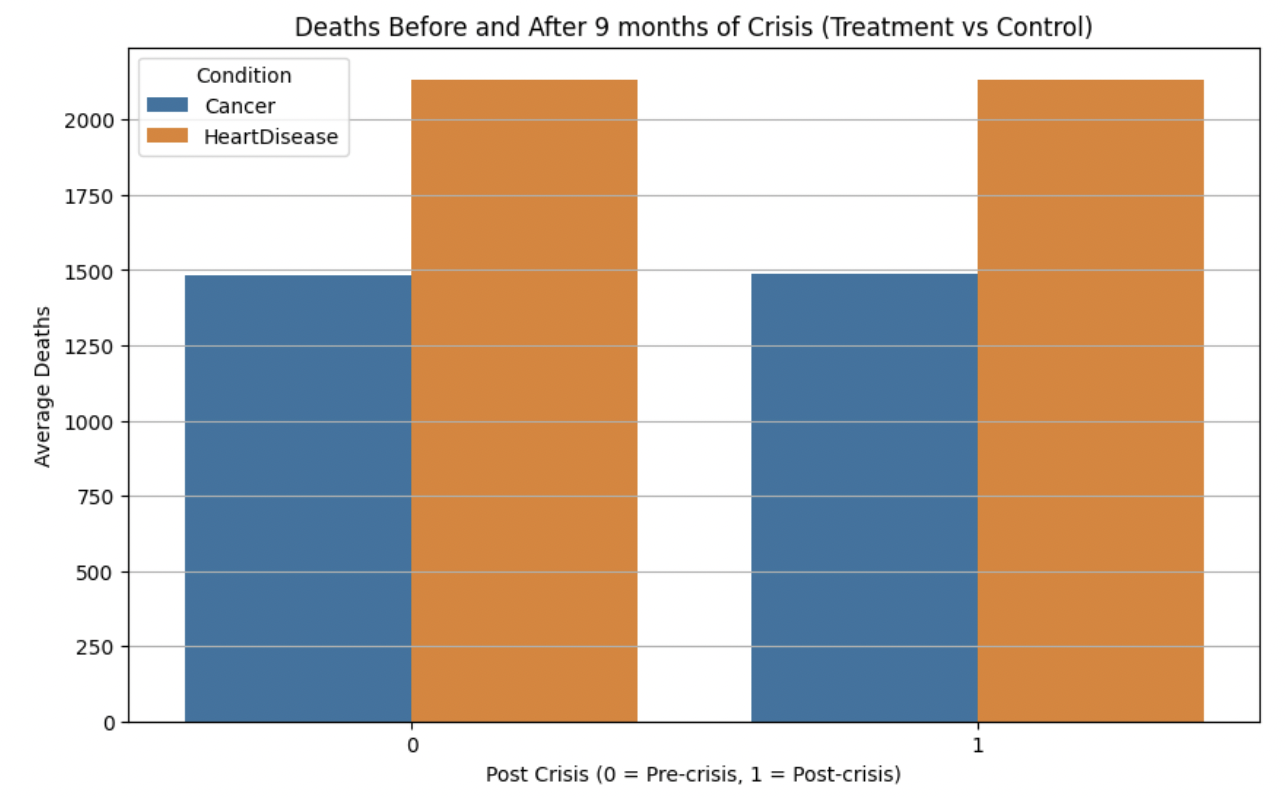 Deaths Before and After 9 months of Crisis (Treatment vs Control)
Condition
Cancer
HeartDisease
2000
1750
1500
1250
1000
750
500
250
0
Average Deaths
0
1
Post Crisis (0 = Pre-crisis, 1 = Post-crisis)